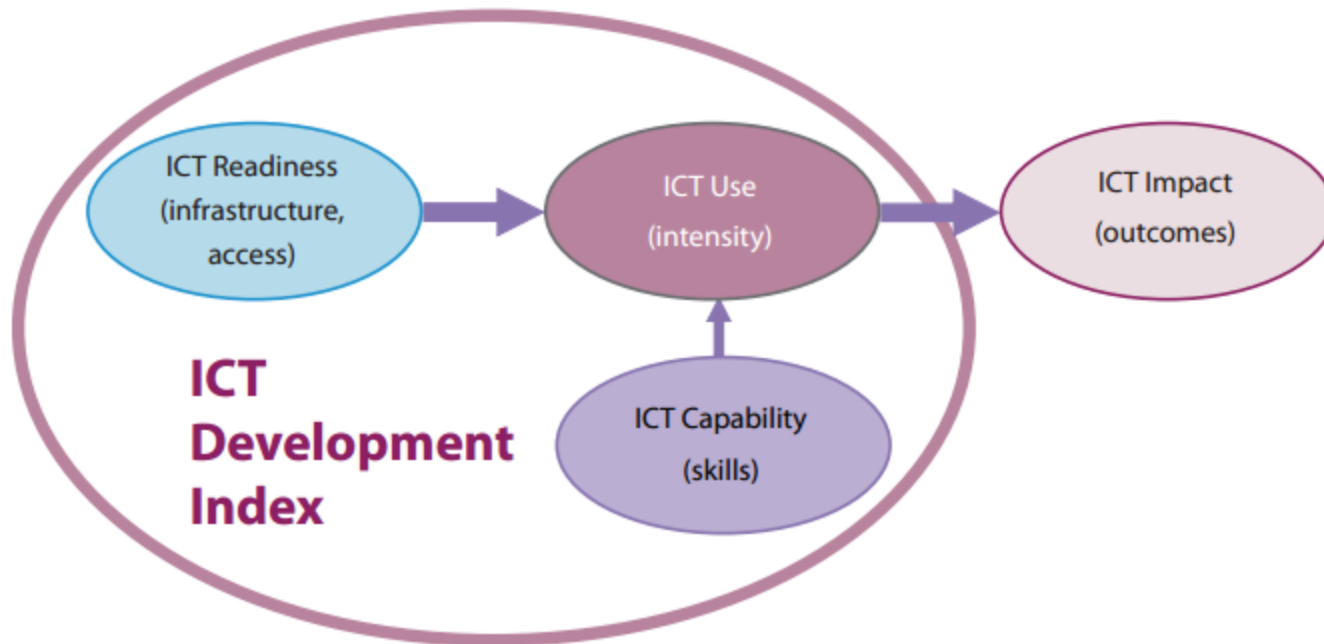 ICT Readiness
(infrastructure,
access)
ICT Use
(intensity)
ICT Impact
(outcomes)
ICT
Development
Index
ICT Capability
(skills)